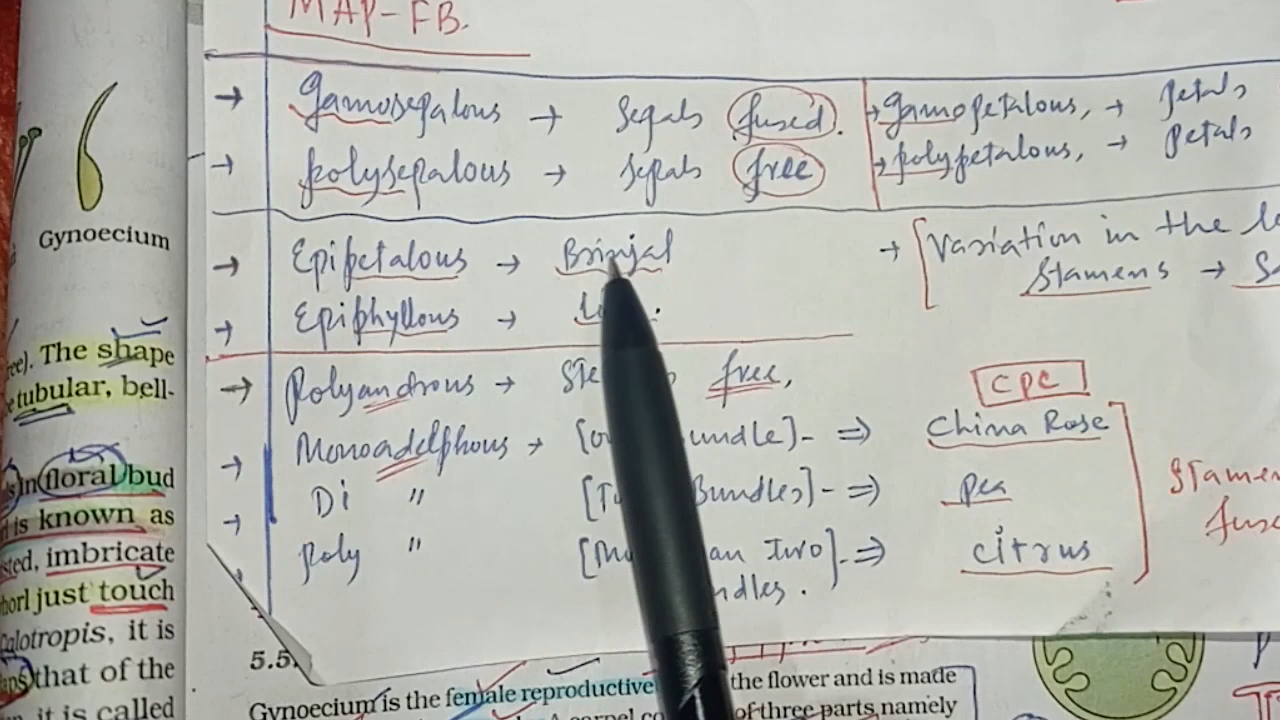 MAP-FB.
→ Gamosepalous → Sepals fused. → gamopetalous, → petals
→ polysepalous → sepals free → polypetalous, → Petals
→ Epipetalous → Brinjal → [Variation in the
Stamens →
→ Epiphyllous →
→ Polyandrous → free,
CPC
→ Monoadelphous → ⇒ China Rose
→ Di " Bundles]- ⇒ pea
Poly " Two]- ⇒ citrus
Gynoecium
The shape
tubular, bell-
in floral bud
is known as
imbricate
just touch
Calotropis, it is
that of the
it is called
5.5.
Gynoecium is the female reproductive the flower and is made
of three parts namely